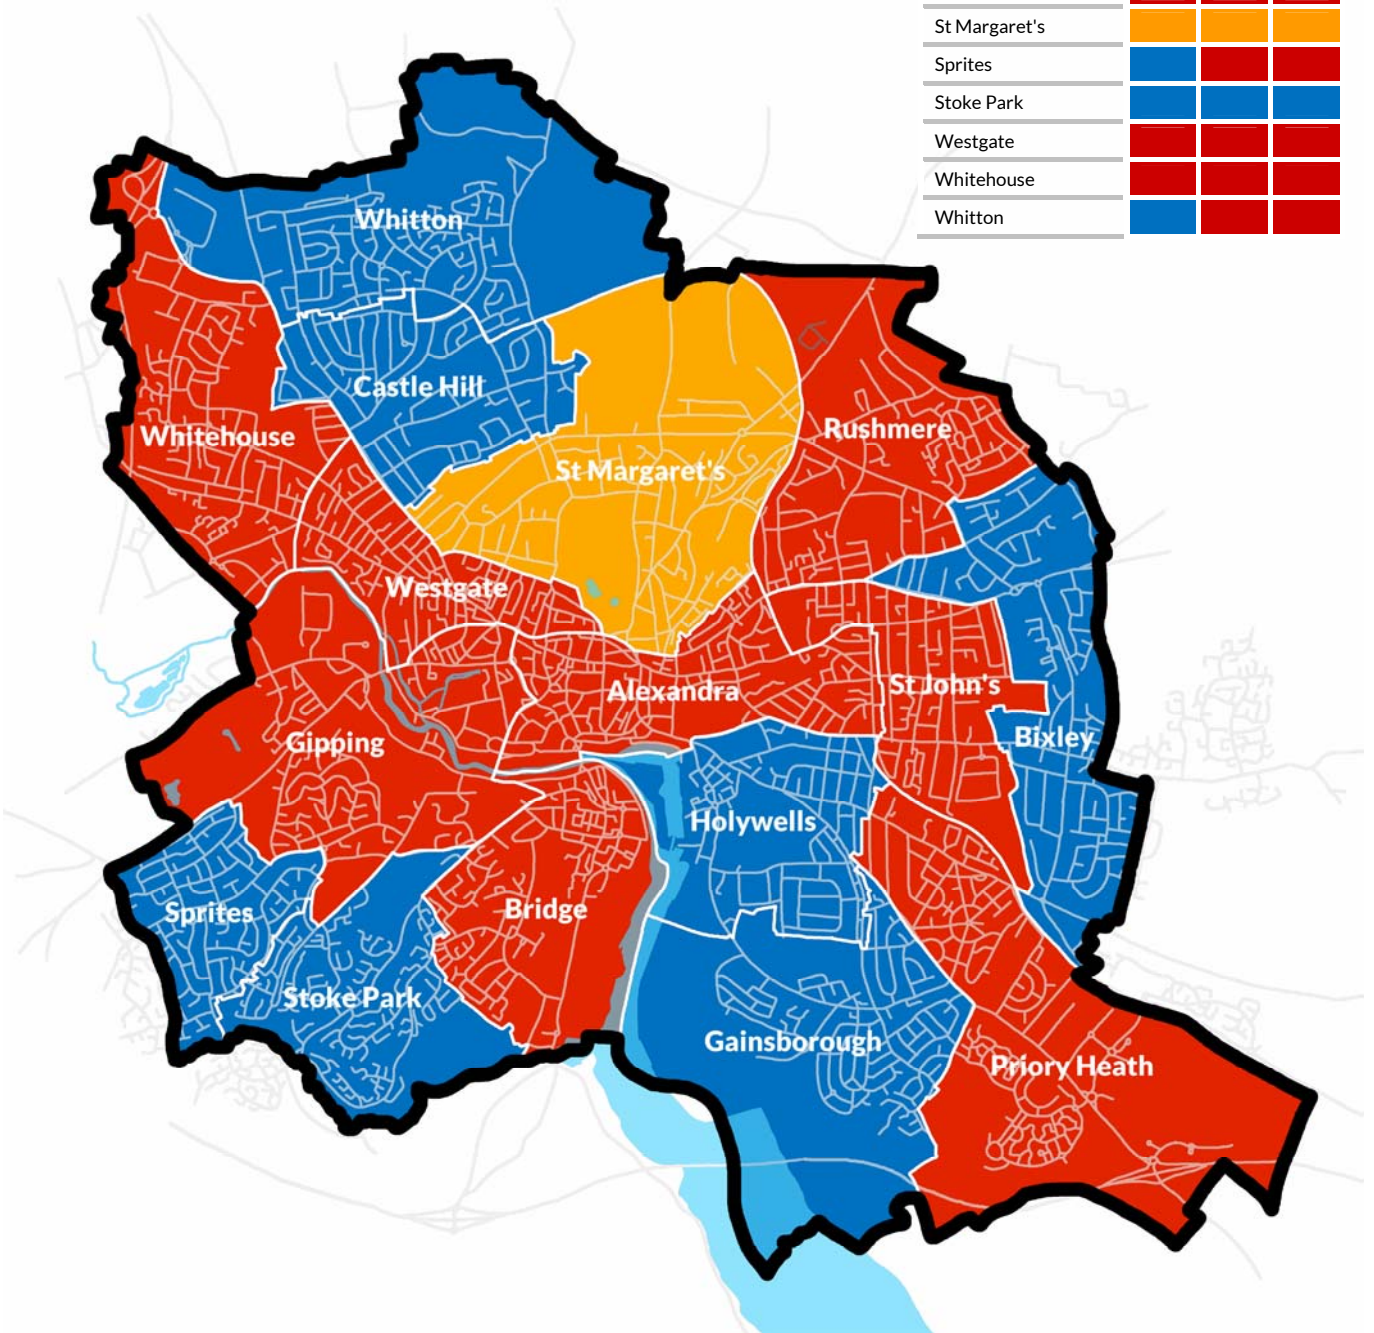 St Margaret's
Sprites
Stoke Park
Westgate
Whitehouse
Whitton
Whitton
Castle Hill
Whitehouse
Rushmere
St Margaret's
Westgate
Alexandra
St John's
Gipping
Bixley
Holywells
Sprites
Bridge
Stoke Park
Gainsborough
Priory Heath